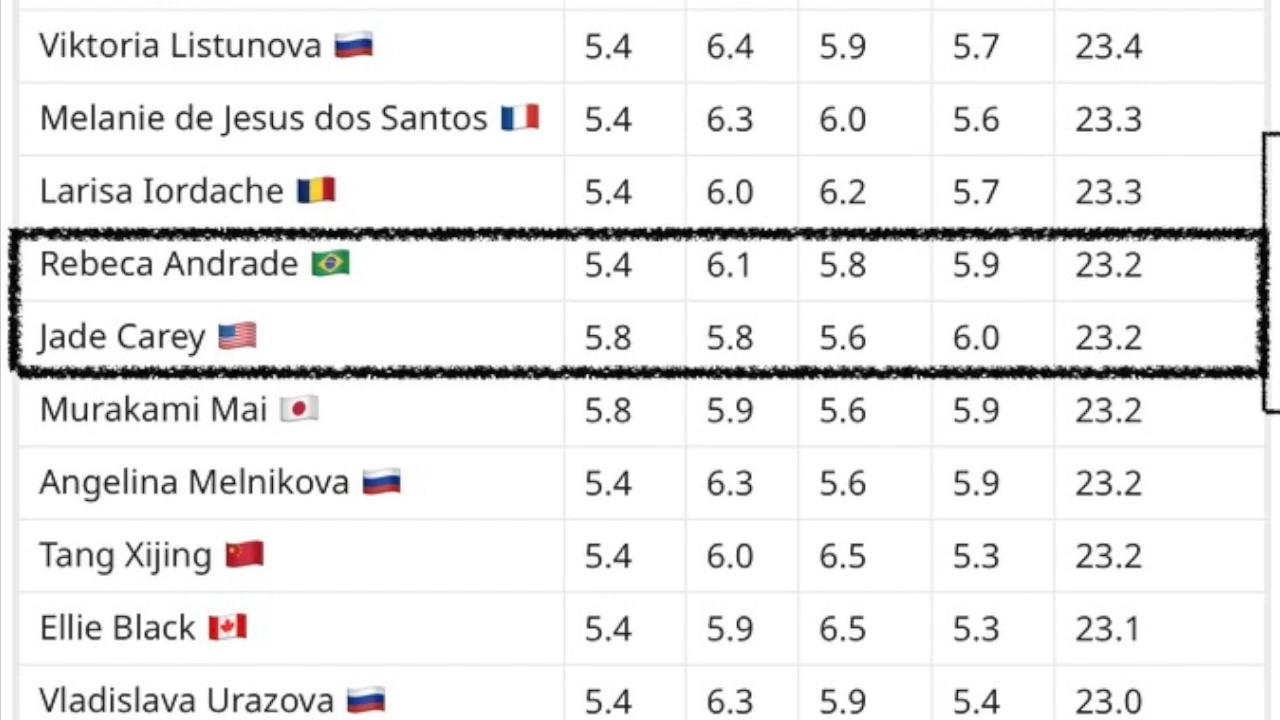 Viktoria Listunova 🇷🇺 5.4 6.4 5.9 5.7 23.4
Melanie de Jesus dos Santos 🇫🇷 5.4 6.3 6.0 5.6 23.3
Larisa Iordache 🇷🇴 5.4 6.0 6.2 5.7 23.3
Rebeca Andrade 🇧🇷 5.4 6.1 5.8 5.9 23.2
Jade Carey 🇺🇸 5.8 5.8 5.6 6.0 23.2
Murakami Mai 🇯🇵 5.8 5.9 5.6 5.9 23.2
Angelina Melnikova 🇷🇺 5.4 6.3 5.6 5.9 23.2
Tang Xijing 🇨🇳 5.4 6.0 6.5 5.3 23.2
Ellie Black 🇨🇦 5.4 5.9 6.5 5.3 23.1
Vladislava Urazova 🇷🇺 5.4 6.3 5.9 5.4 23.0